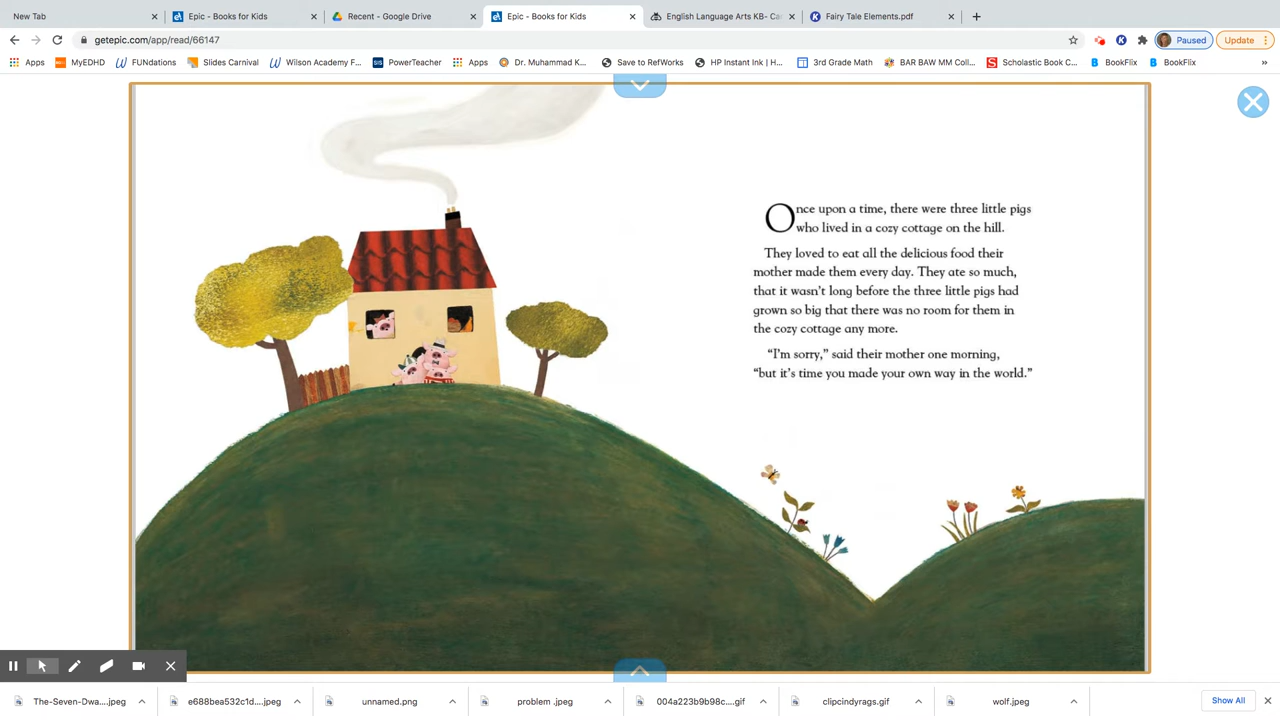 New Tab
Epic - Books for Kids
Recent - Google Drive
Epic - Books for Kids
English Language Arts KB- Ca
Fairy Tale Elements.pdf
getepic.com/app/read/66147
Paused
Update
Apps
MyEDHD
FUNdations
Slides Carnival
Wilson Academy F...
PowerTeacher
Apps
Dr. Muhammad K...
Save to RefWorks
HP Instant Ink | H...
3rd Grade Math
BAR BAW MM Coll...
Scholastic Book C...
BookFlix
BookFlix
Once upon a time, there were three little pigs
who lived in a cozy cottage on the hill.
They loved to eat all the delicious food their
mother made them every day. They ate so much,
that it wasn't long before the three little pigs had
grown so big that there was no room for them in
the cozy cottage any more.
“I'm sorry,” said their mother one morning,
“but it's time you made your own way in the world.”
The-Seven-Dwa....jpeg
e688bea532c1d....jpeg
unnamed.png
problem .jpeg
004a223b9b98c....gif
clipcindyrags.gif
wolf.jpeg
Show All